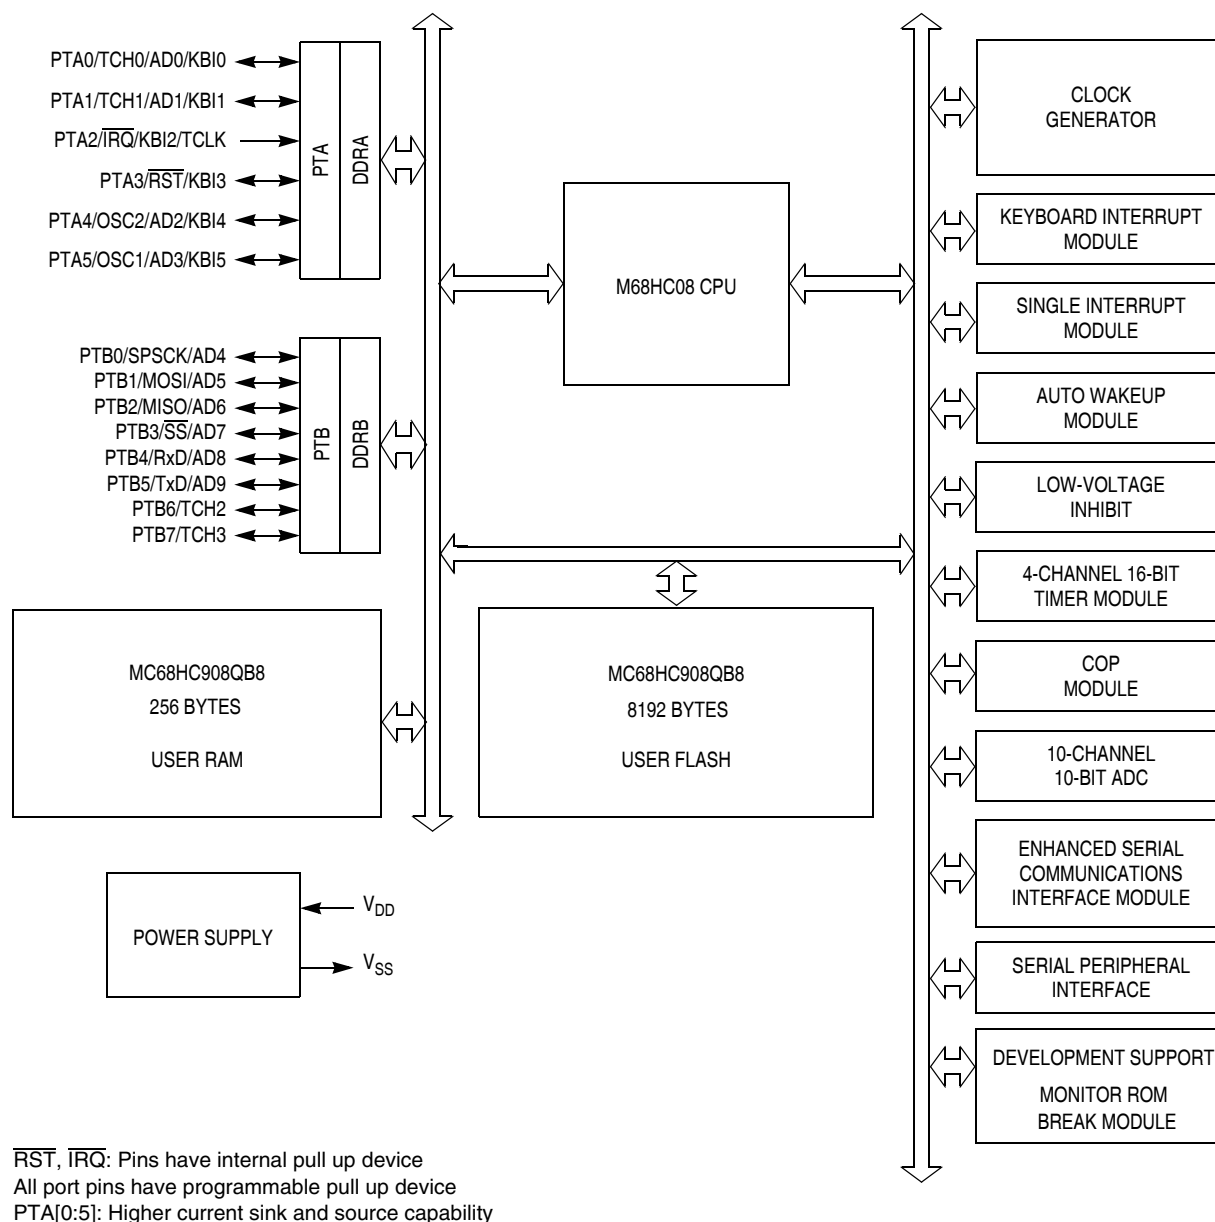 PTA0/TCH0/AD0/KBI0
PTA1/TCH1/AD1/KBI1
PTA2/IRQ/KBI2/TCLK
PTA3/RST/KBI3
PTA4/OSC2/AD2/KBI4
PTA5/OSC1/AD3/KBI5
PTA
DDRA
PTB0/SPSCK/AD4
PTB1/MOSI/AD5
PTB2/MISO/AD6
PTB3/SS/AD7
PTB4/RxD/AD8
PTB5/TxD/AD9
PTB6/TCH2
PTB7/TCH3
PTB
DDRB
MC68HC908QB8
256 BYTES
USER RAM
POWER SUPPLY
VDD
VSS
M68HC08 CPU
MC68HC908QB8
8192 BYTES
USER FLASH
CLOCK
GENERATOR
KEYBOARD INTERRUPT
MODULE
SINGLE INTERRUPT
MODULE
AUTO WAKEUP
MODULE
LOW-VOLTAGE
INHIBIT
4-CHANNEL 16-BIT
TIMER MODULE
COP
MODULE
10-CHANNEL
10-BIT ADC
ENHANCED SERIAL
COMMUNICATIONS
INTERFACE MODULE
SERIAL PERIPHERAL
INTERFACE
DEVELOPMENT SUPPORT
MONITOR ROM
BREAK MODULE
RST, IRQ: Pins have internal pull up device
All port pins have programmable pull up device
PTA[0:5]: Higher current sink and source capability